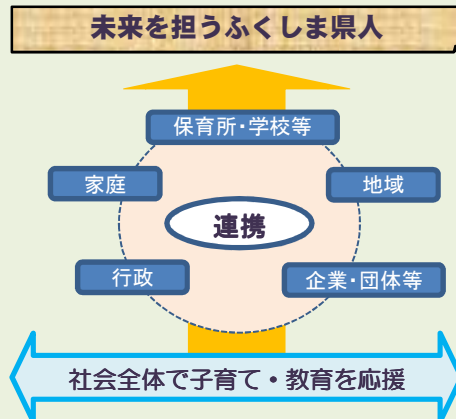 未来を担うふくしま県人
保育所・学校等
家庭
地域
連携
行政
企業・団体等
社会全体で子育て・教育を応援